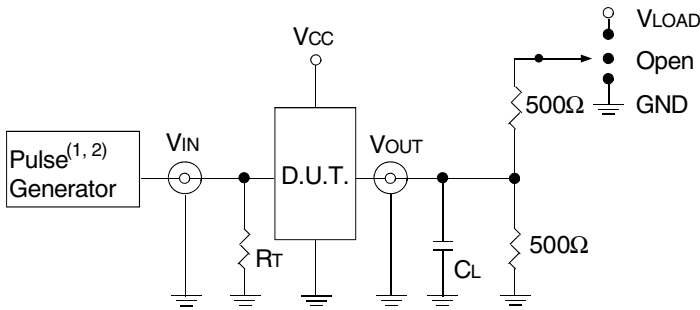 VLOAD
VCC
Open
500Ω
GND
Pulse(1, 2)
Generator
VIN
D.U.T.
VOUT
RT
CL
500Ω